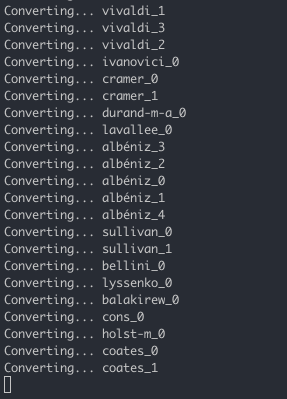 Converting... vivaldi_1
Converting... vivaldi_3
Converting... vivaldi_2
Converting... ivanovici_0
Converting... cramer_0
Converting... cramer_1
Converting... durand-m-a_0
Converting... lavallee_0
Converting... albéniz_3
Converting... albéniz_2
Converting... albéniz_0
Converting... albéniz_1
Converting... albéniz_4
Converting... sullivan_0
Converting... sullivan_1
Converting... bellini_0
Converting... lyssenko_0
Converting... balakirew_0
Converting... cons_0
Converting... holst-m_0
Converting... coates_0
Converting... coates_1